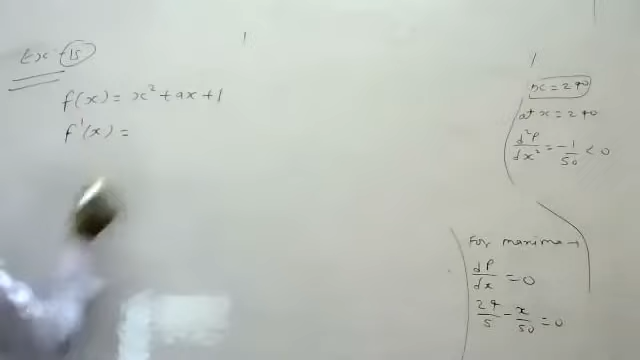 Ex-15
f(x) = x² + ax + 1
f'(x) =
x = 240
at x = 240
d²P/dx² = -1/50 < 0
For maxima
dP/dx = 0
24/5 - x/50 = 0